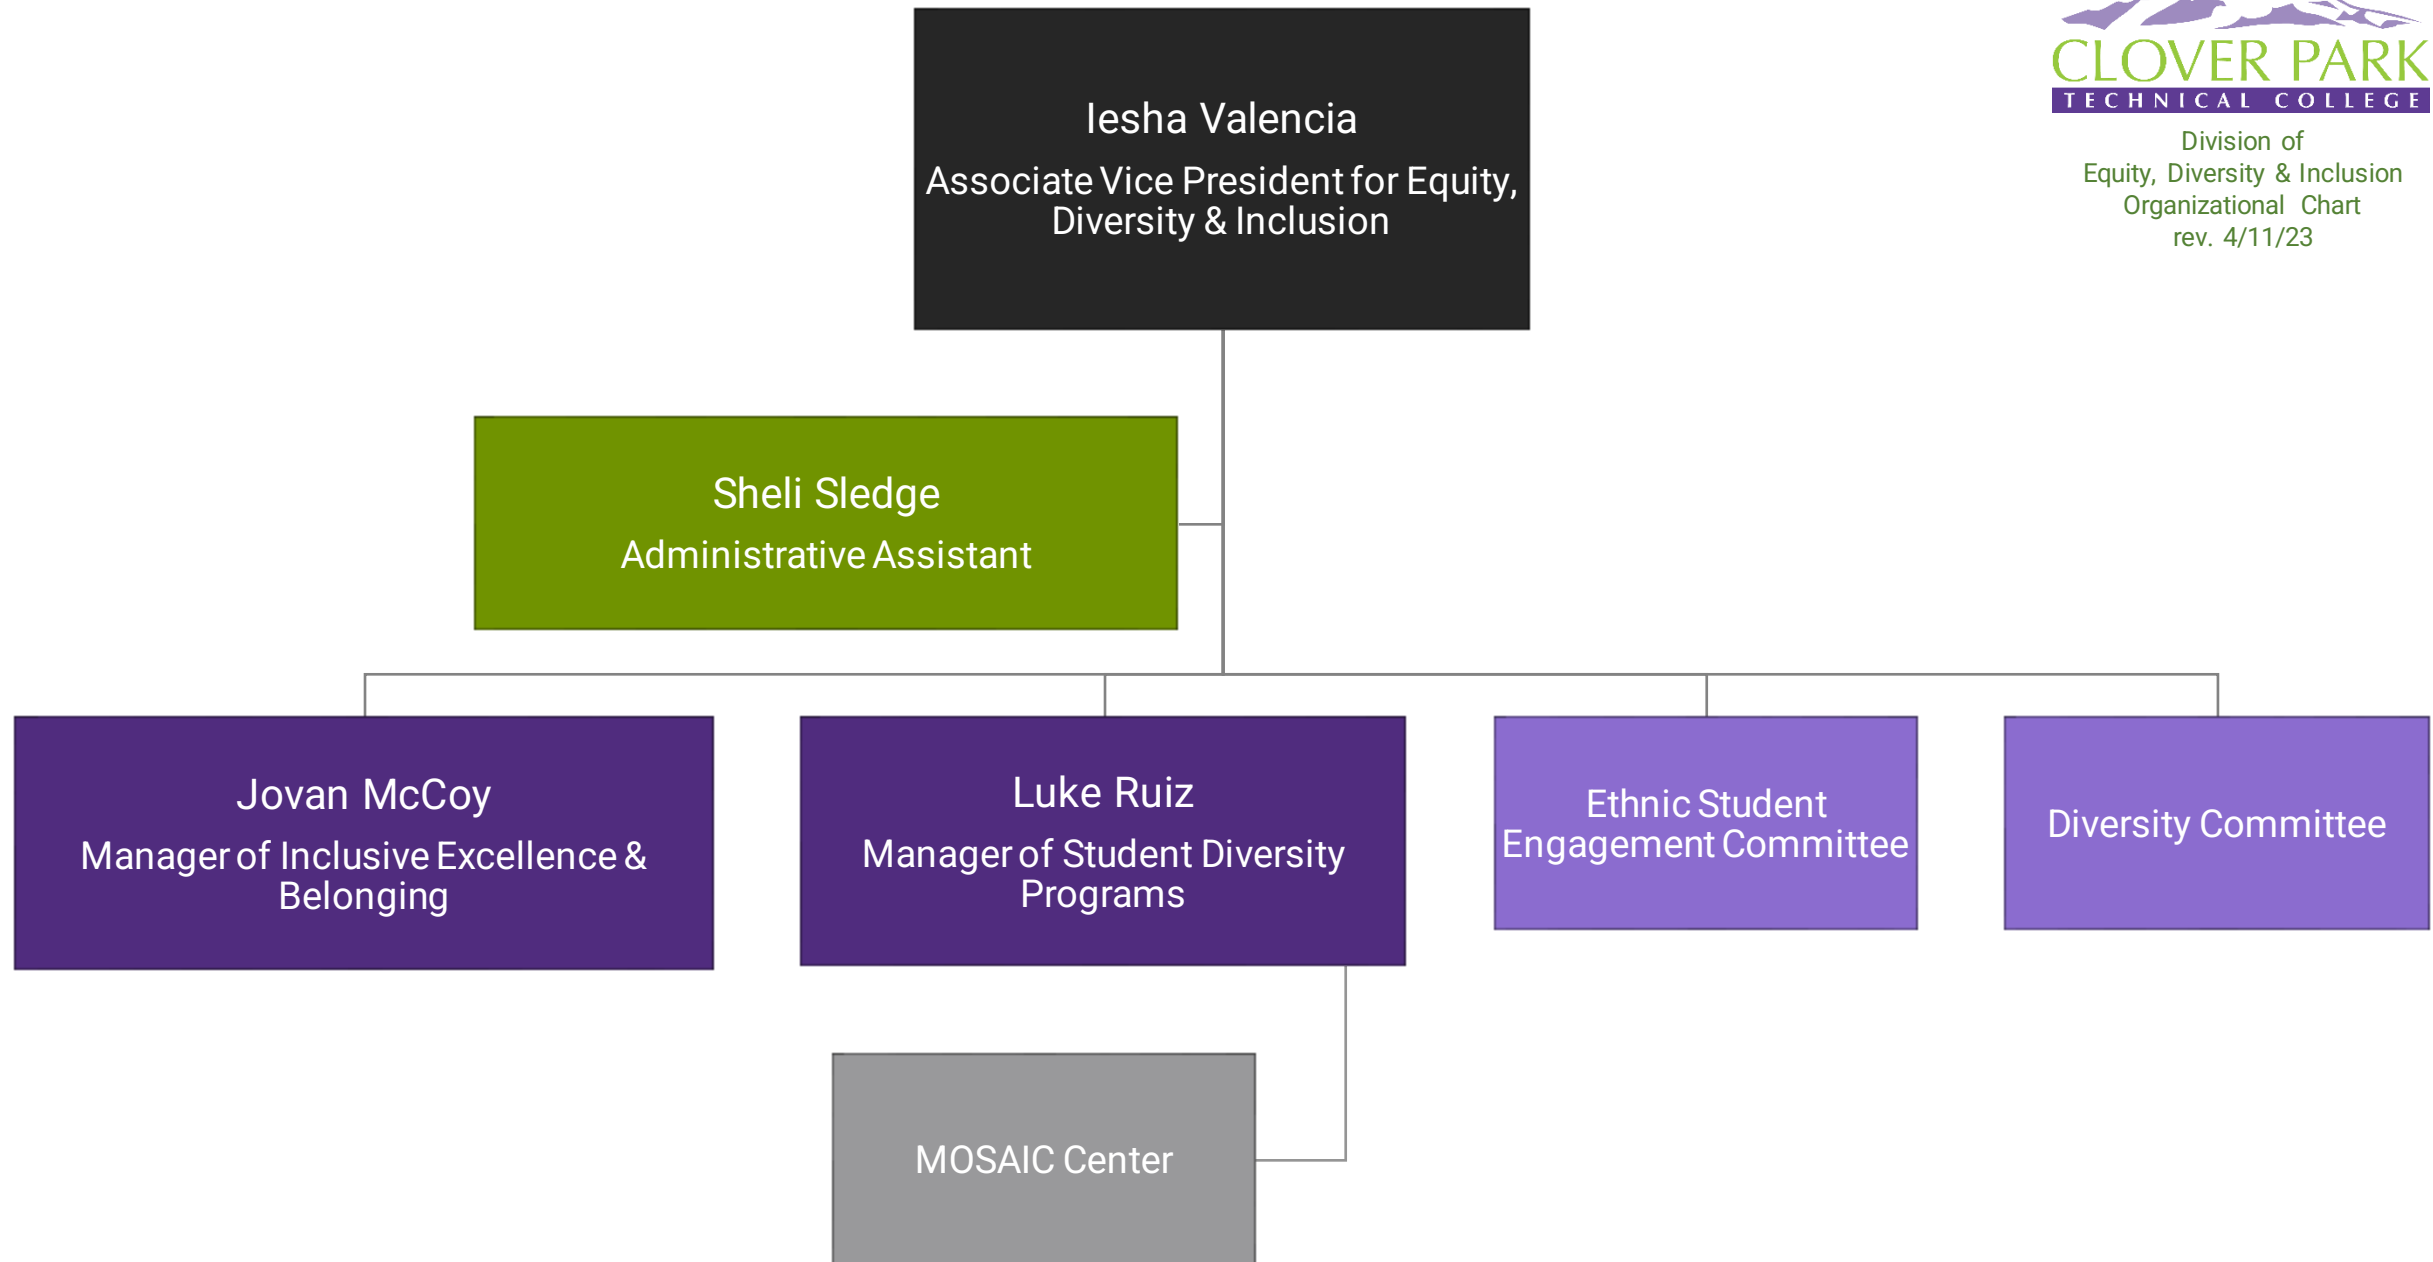 CLOVER PARK
TECHNICAL COLLEGE
Division of
Equity, Diversity & Inclusion
Organizational Chart
rev. 4/11/23
Iesha Valencia
Associate Vice President for Equity,
Diversity & Inclusion
Sheli Sledge
Administrative Assistant
Jovan McCoy
Manager of Inclusive Excellence &
Belonging
Luke Ruiz
Manager of Student Diversity
Programs
Ethnic Student
Engagement Committee
Diversity Committee
MOSAIC Center